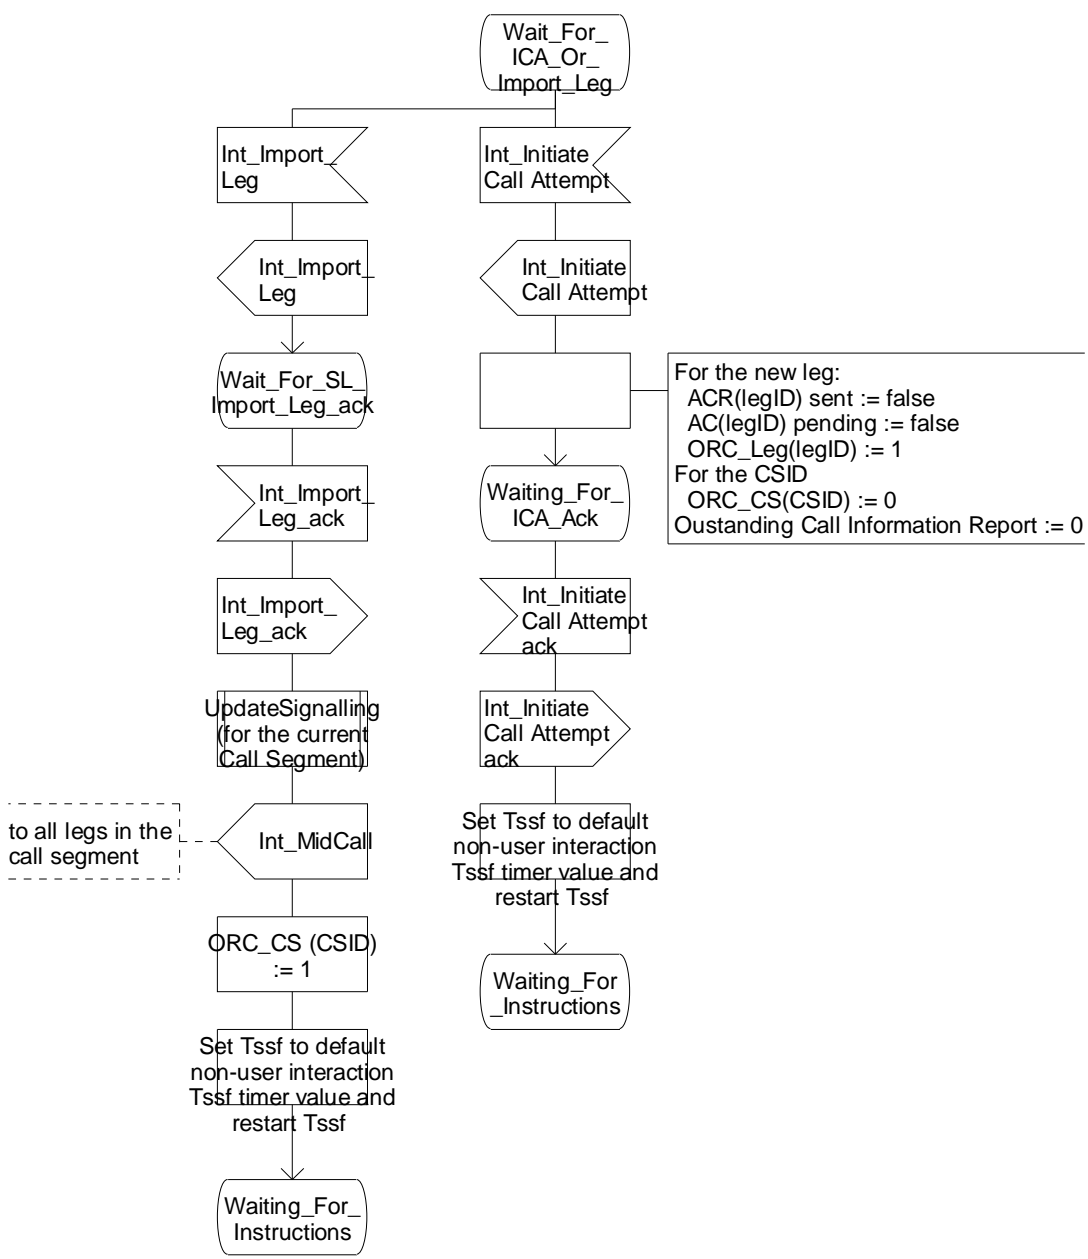 Wait_For_
ICA_Or_
Import_Leg
Int_Import_
Leg
Int_Import_
Leg
Wait_For_SL_
Import_Leg_ack
Int_Import_
Leg_ack
Int_Import_
Leg_ack
UpdateSignalling
(for the current
Call Segment)
to all legs in the
call segment
Int_MidCall
ORC_CS (CSID)
:= 1
Set Tssf to default
non-user interaction
Tssf timer value and
restart Tssf
Waiting_For_
Instructions
Int_Initiate
Call Attempt
Int_Initiate
Call Attempt
For the new leg:
ACR(legID) sent := false
AC(legID) pending := false
ORC_Leg(legID) := 1
For the CSID
ORC_CS(CSID) := 0
Oustanding Call Information Report := 0
Waiting_For_
ICA_Ack
Int_Initiate
Call Attempt
ack
Int_Initiate
Call Attempt
ack
Set Tssf to default
non-user interaction
Tssf timer value and
restart Tssf
Waiting_For
_Instructions